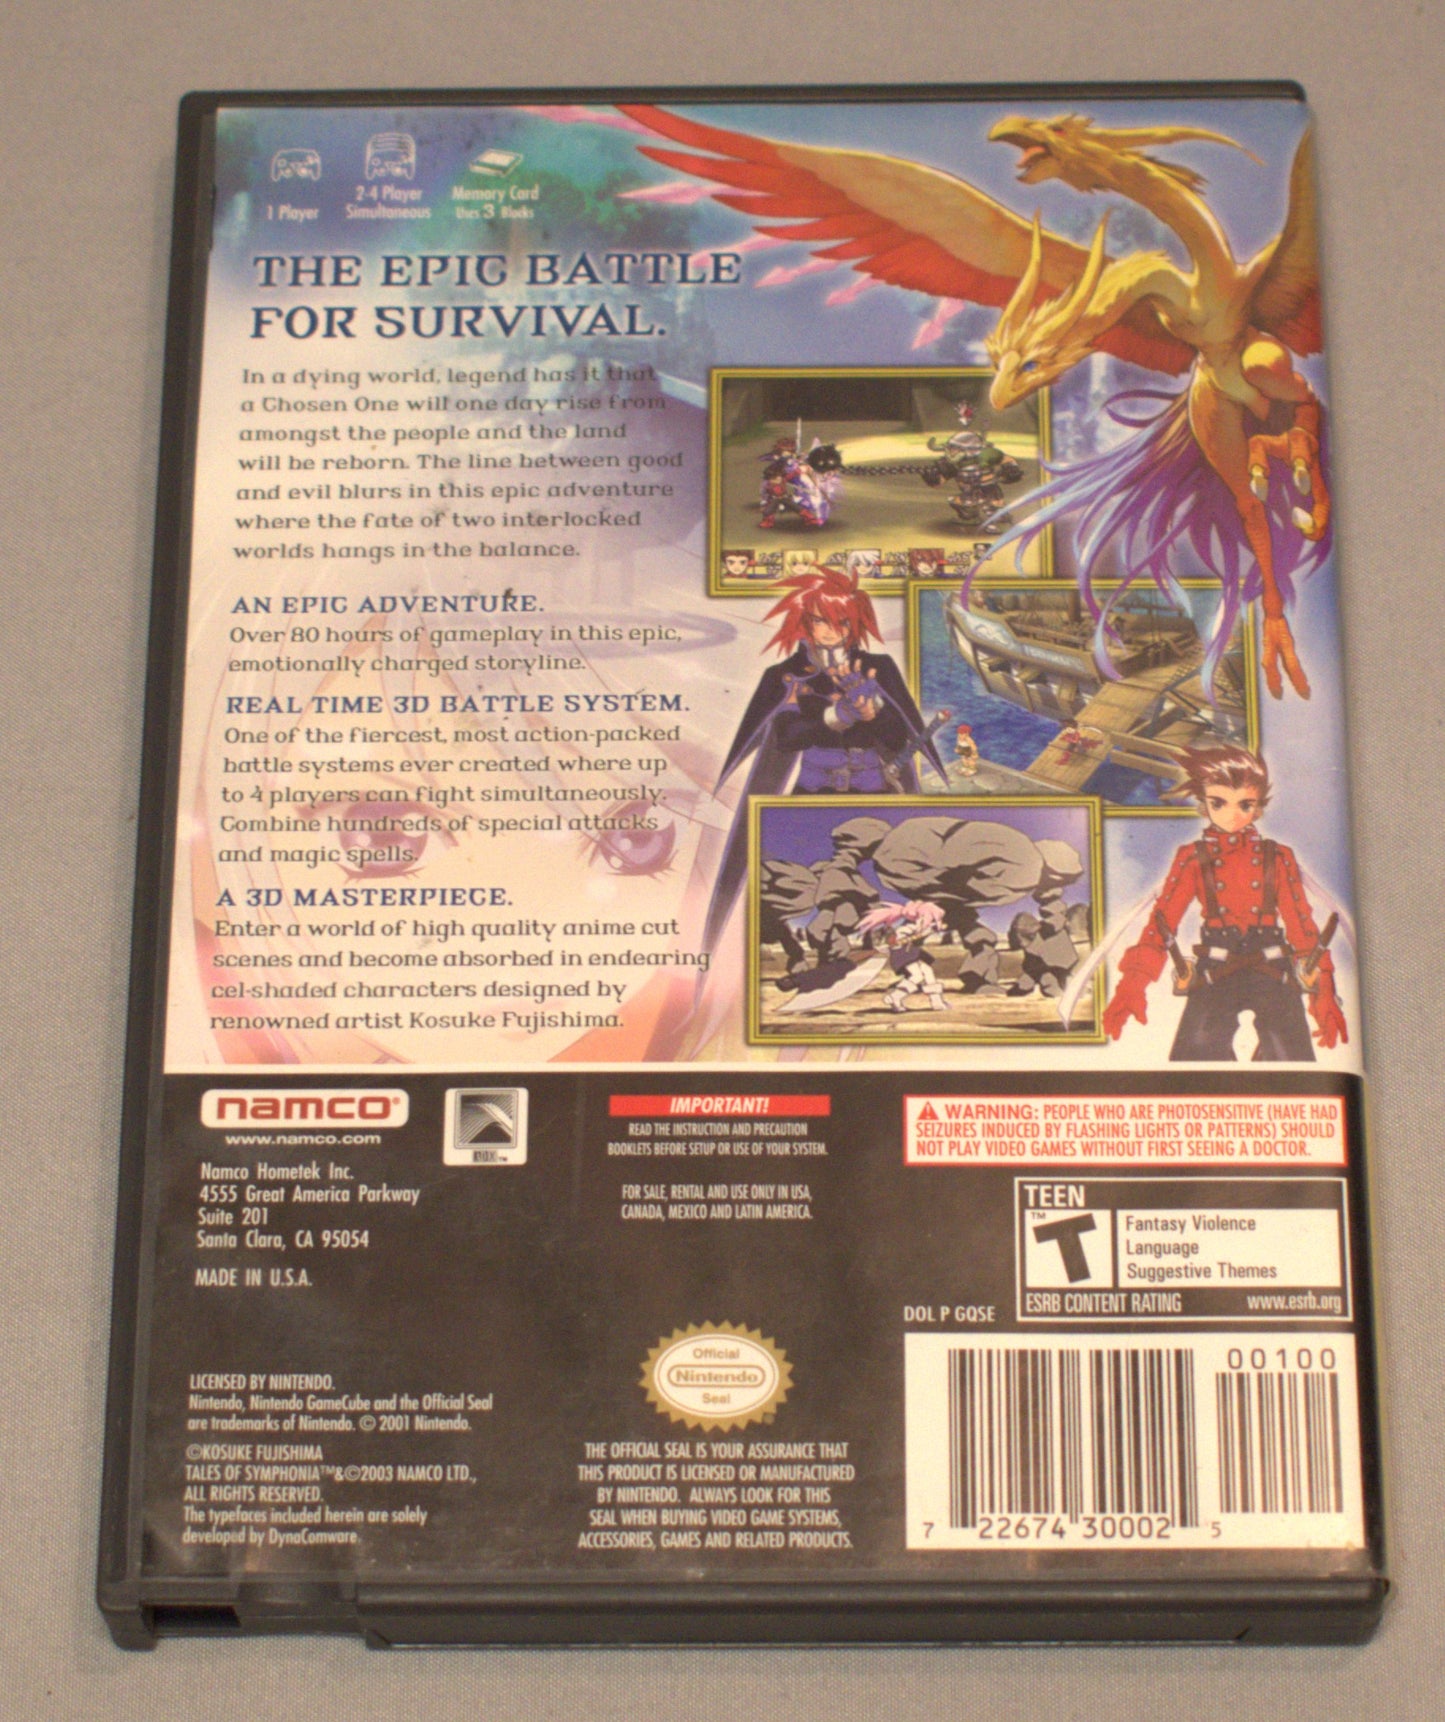 1 Player
2-4 Player
Simultaneous
Memory Card
Uses 3 Blocks
THE EPIC BATTLE
FOR SURVIVAL.
In a dying world, legend has it that
a Chosen One will one day rise from
amongst the people and the land
will be reborn. The line between good
and evil blurs in this epic adventure
where the fate of two interlocked
worlds hangs in the balance.
AN EPIC ADVENTURE.
Over 80 hours of gameplay in this epic,
emotionally charged storyline.
REAL TIME 3D BATTLE SYSTEM.
One of the fiercest, most action-packed
battle systems ever created where up
to 4 players can fight simultaneously.
Combine hundreds of special attacks
and magic spells.
A 3D MASTERPIECE.
Enter a world of high quality anime cut
scenes and become absorbed in endearing
cel-shaded characters designed by
renowned artist Kosuke Fujishima.
namco®
www.namco.com
Namco Hometek Inc.
4555 Great America Parkway
Suite 201
Santa Clara, CA 95054
MADE IN U.S.A.
LICENSED BY NINTENDO.
Nintendo, Nintendo GameCube and the Official Seal
are trademarks of Nintendo. © 2001 Nintendo.
©KOSUKE FUJISHIMA
TALES OF SYMPHONIA™&©2003 NAMCO LTD.,
ALL RIGHTS RESERVED.
The typefaces included herein are solely
developed by DynaComware.
IMPORTANT!
READ THE INSTRUCTION AND PRECAUTION
BOOKLETS BEFORE SETUP OR USE OF YOUR SYSTEM.
FOR SALE, RENTAL AND USE ONLY IN USA,
CANADA, MEXICO AND LATIN AMERICA.
Official
Nintendo
Seal
THE OFFICIAL SEAL IS YOUR ASSURANCE THAT
THIS PRODUCT IS LICENSED OR MANUFACTURED
BY NINTENDO. ALWAYS LOOK FOR THIS
SEAL WHEN BUYING VIDEO GAME SYSTEMS,
ACCESSORIES, GAMES AND RELATED PRODUCTS.
WARNING: PEOPLE WHO ARE PHOTOSENSITIVE (HAVE HAD
SEIZURES INDUCED BY FLASHING LIGHTS OR PATTERNS) SHOULD
NOT PLAY VIDEO GAMES WITHOUT FIRST SEEING A DOCTOR.
TEEN
T™
Fantasy Violence
Language
Suggestive Themes
ESRB CONTENT RATING www.esrb.org
DOL P GQSE
00100
7 22674 30002 5